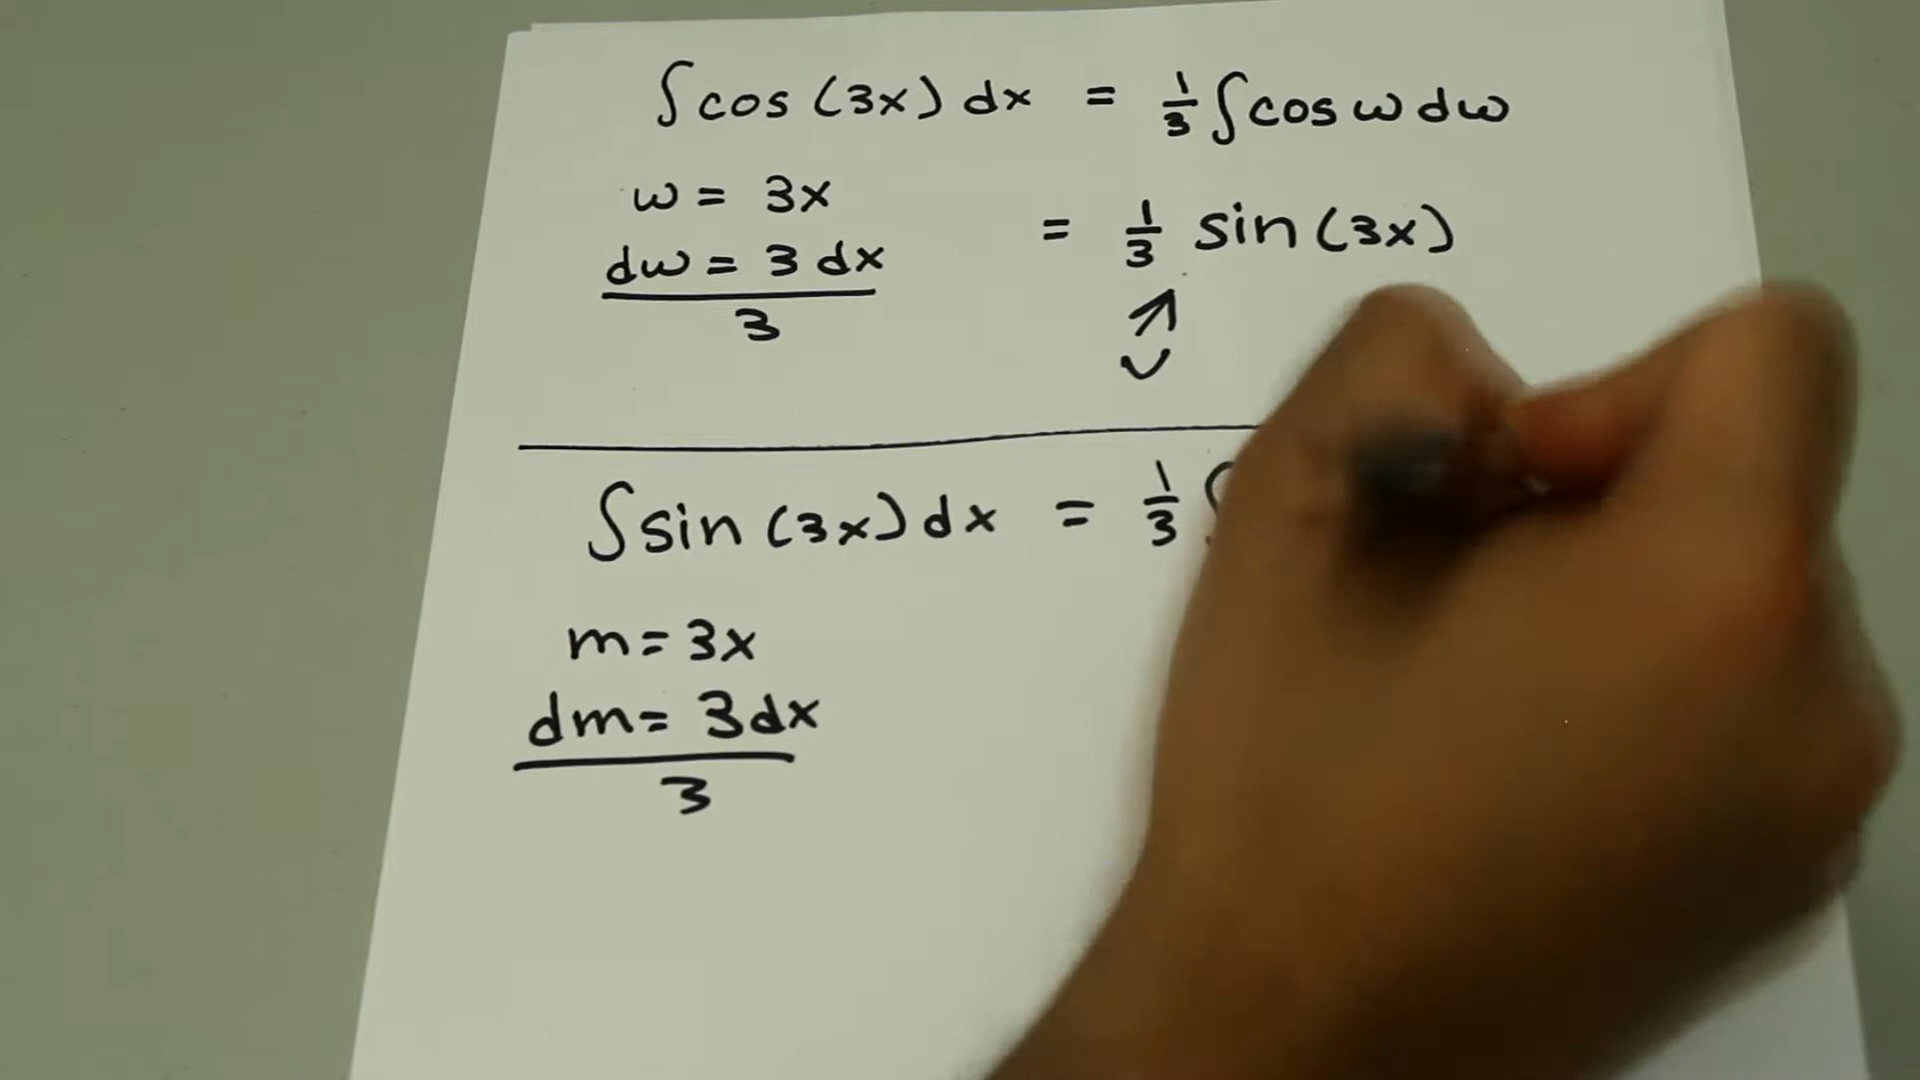 ∫cos (3x) dx = 1/3 ∫cos w dw
w = 3x
= 1/3 sin (3x)
dw = 3 dx
3
∫sin (3x) dx = 1/3 ∫
m = 3x
dm = 3dx
3